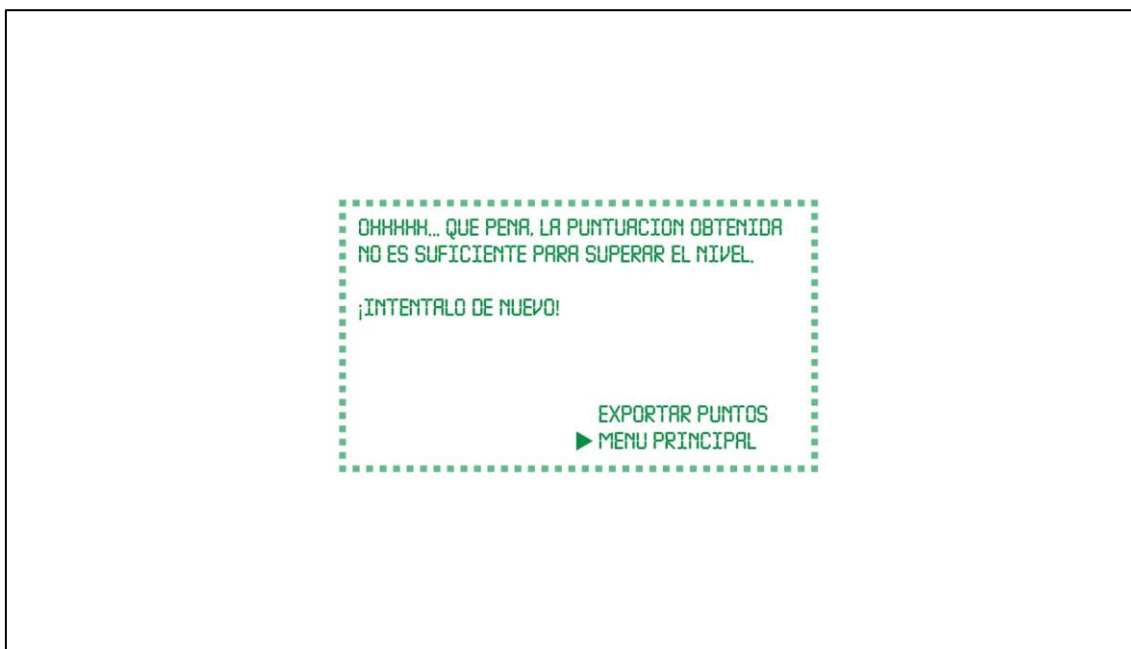 OHHHHH... QUE PENA, LA PUNTUACION OBTENIDA
NO ES SUFICIENTE PARA SUPERAR EL NIVEL.
¡INTENTALO DE NUEVO!
EXPORTAR PUNTOS
MENU PRINCIPAL